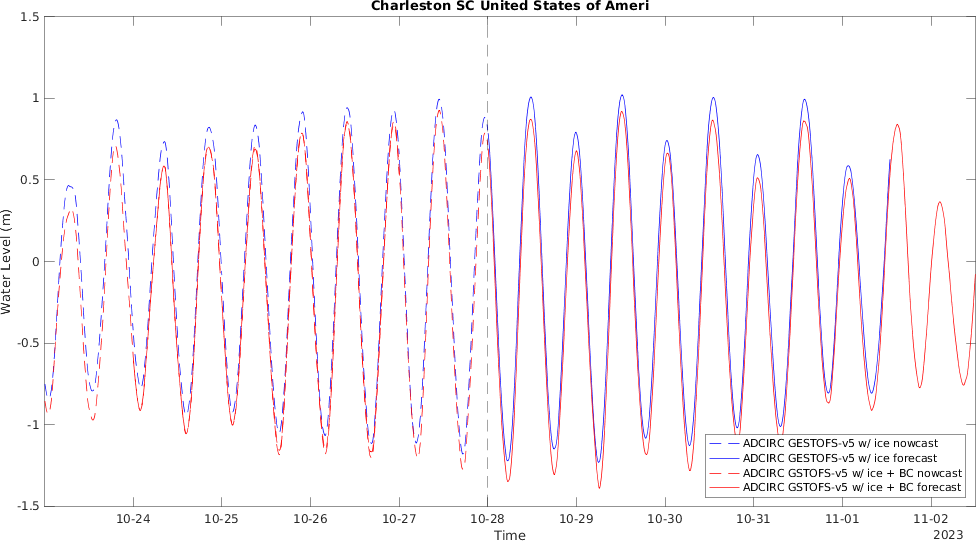 Charleston SC United States of Ameri
1.5
1
0.5
0
-0.5
-1
-1.5
Water Level (m)
10-24 10-25 10-26 10-27 10-28 10-29 10-30 10-31 11-01 11-02
Time
2023
ADCIRC GESTOFS-v5 w/ ice nowcast
ADCIRC GESTOFS-v5 w/ ice forecast
ADCIRC GSTOFS-v5 w/ ice + BC nowcast
ADCIRC GSTOFS-v5 w/ ice + BC forecast